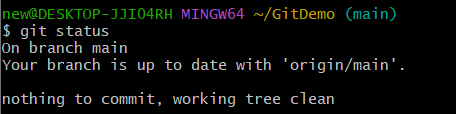 new@DESKTOP-JJI04RH MINGW64 ~/GitDemo (main)
$ git status
On branch main
Your branch is up to date with 'origin/main'.
nothing to commit, working tree clean